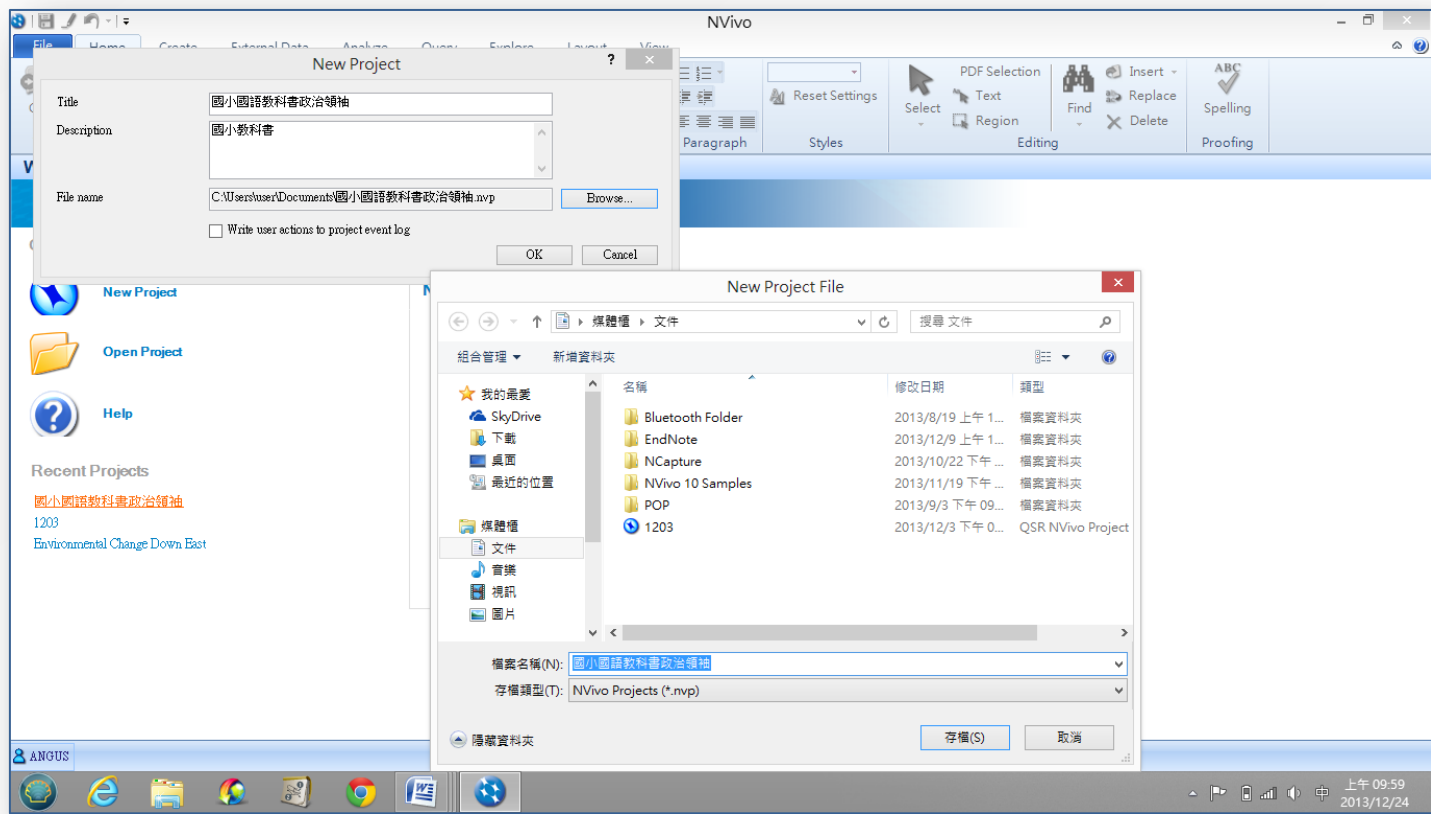 NVivo
File Home Create External Data Analyze Query Explore Layout View
New Project
Title 國小國語教科書政治領袖
Description 國小教科書
File name C:\Users\user\Documents\國小國語教科書政治領袖.nvp Browse...
Write user actions to project event log
OK Cancel
Reset Settings
Select
PDF Selection
Text
Region
Find
Insert
Replace
Delete
ABC
Spelling
Paragraph Styles Editing Proofing
New Project
Open Project
Help
Recent Projects
國小國語教科書政治領袖
1203
Environmental Change Down East
New Project File
媒體櫃 文件 搜尋 文件
組合管理 新增資料夾
我的最愛
SkyDrive
下載
桌面
最近的位置
媒體櫃
文件
音樂
視訊
圖片
名稱 修改日期 類型
Bluetooth Folder 2013/8/19 上午 1... 檔案資料夾
EndNote 2013/12/9 上午 1... 檔案資料夾
NCapture 2013/10/22 下午 ... 檔案資料夾
NVivo 10 Samples 2013/11/19 下午 ... 檔案資料夾
POP 2013/9/3 下午 09... 檔案資料夾
1203 2013/12/3 下午 0... QSR NVivo Project
檔案名稱(N): 國小國語教科書政治領袖
存檔類型(T): NVivo Projects (*.nvp)
隱藏資料夾 存檔(S) 取消
ANGUS
中 上午 09:59
2013/12/24